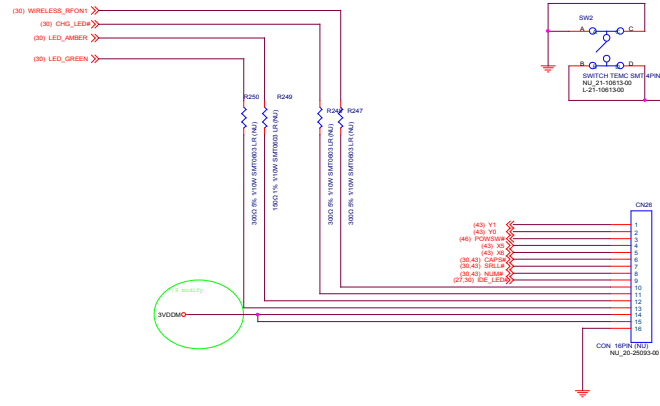 (30) WIRELESS_RFON1
(30) CHG_LED#
(30) LED_AMBER
(30) LED_GREEN
SW2
A
C
B
D
SWITCH TEMC SMT 4PIN
NU_21-10613-00
L-21-10613-00
R250
R249
R247
300Ω 5% 1/10W SMT0603 LR (NU)
150Ω 1% 1/10W SMT0603 LR (NU)
300Ω 5% 1/10W SMT0603 LR (NU)
300Ω 5% 1/10W SMT0603 LR (NU)
CN26
(43) Y1
(43) Y0
(46) POWSW#
(43) X5
(43) X6
(30,43) CAPS#
(30,43) SRLL#
(30,43) NUM#
(27,30) IDE_LED#
1
2
3
4
5
6
7
8
9
10
11
12
13
14
15
16
modify
3VDDM
CON 16PIN (NU)
NU_20-25093-00